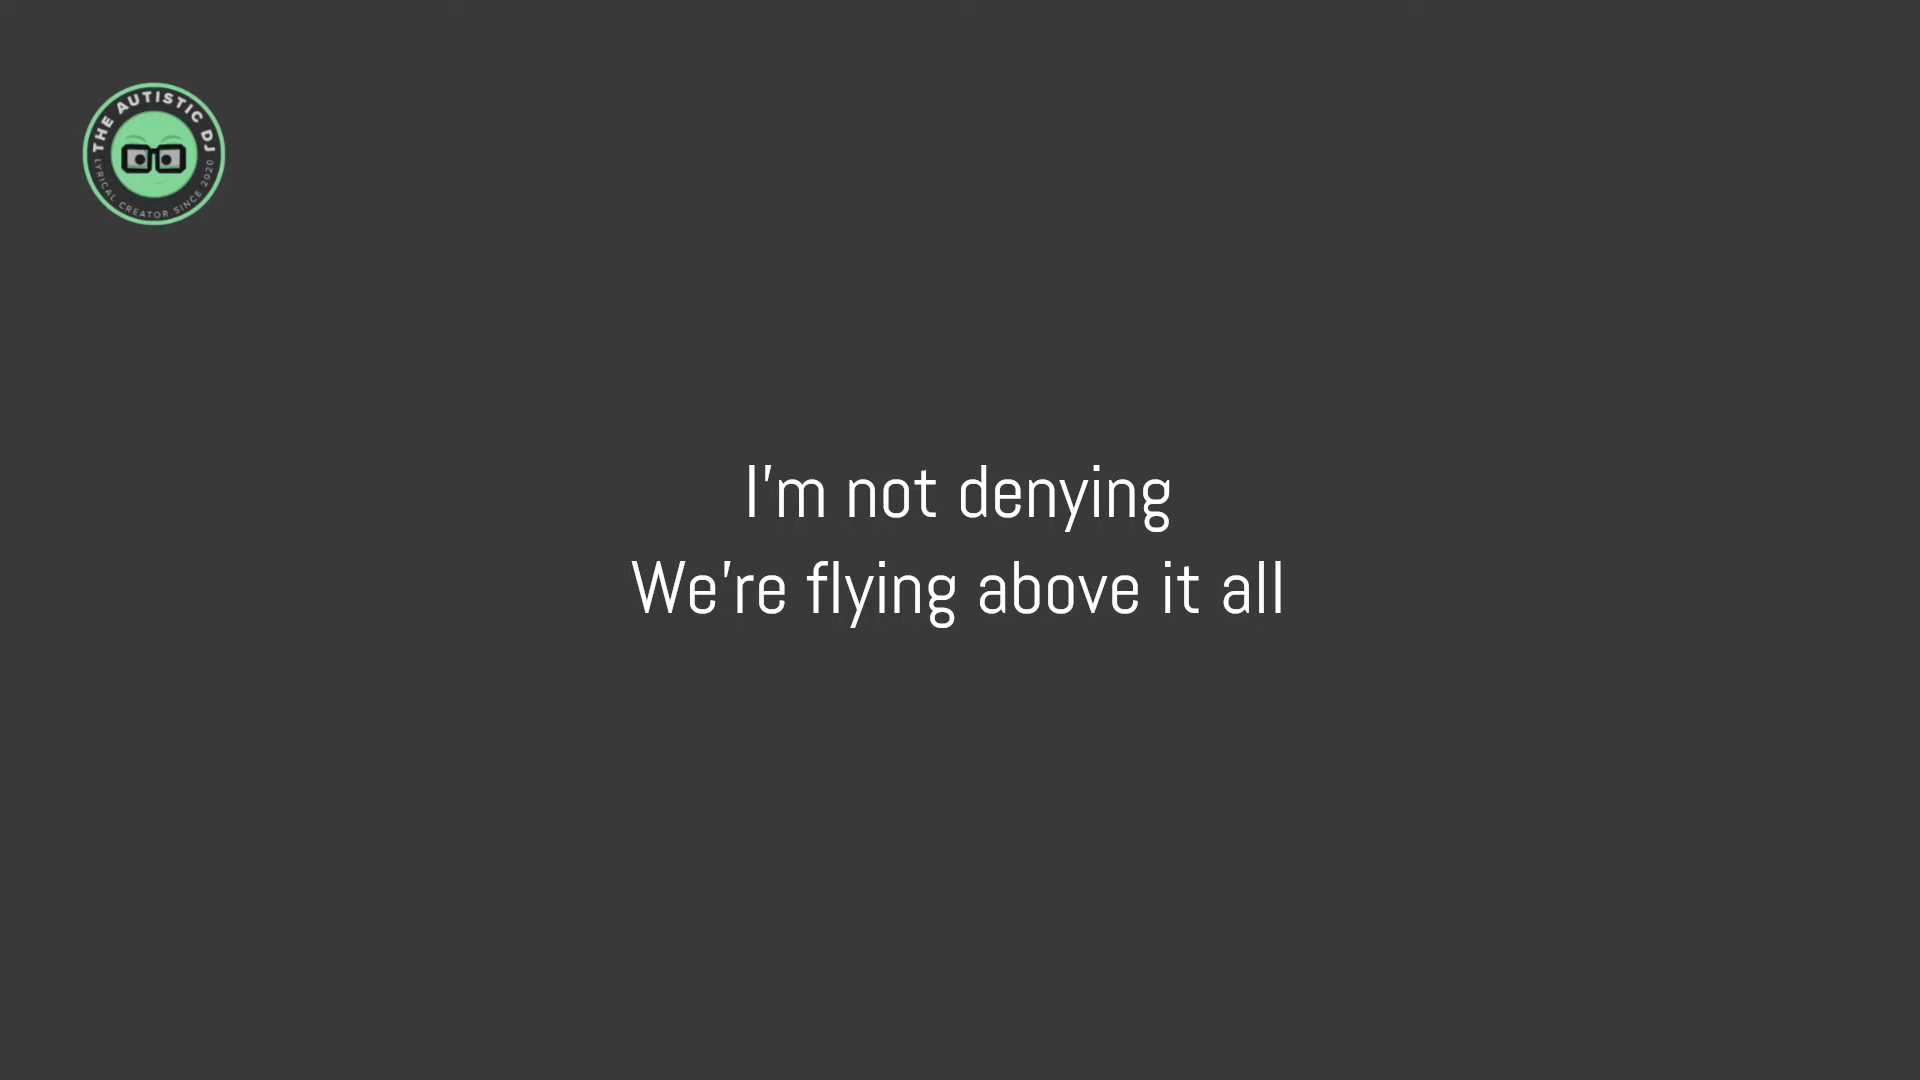 THE AUTISTIC DJ
LYRICAL CREATOR SINCE 2020
I'm not denying
We're flying above it all